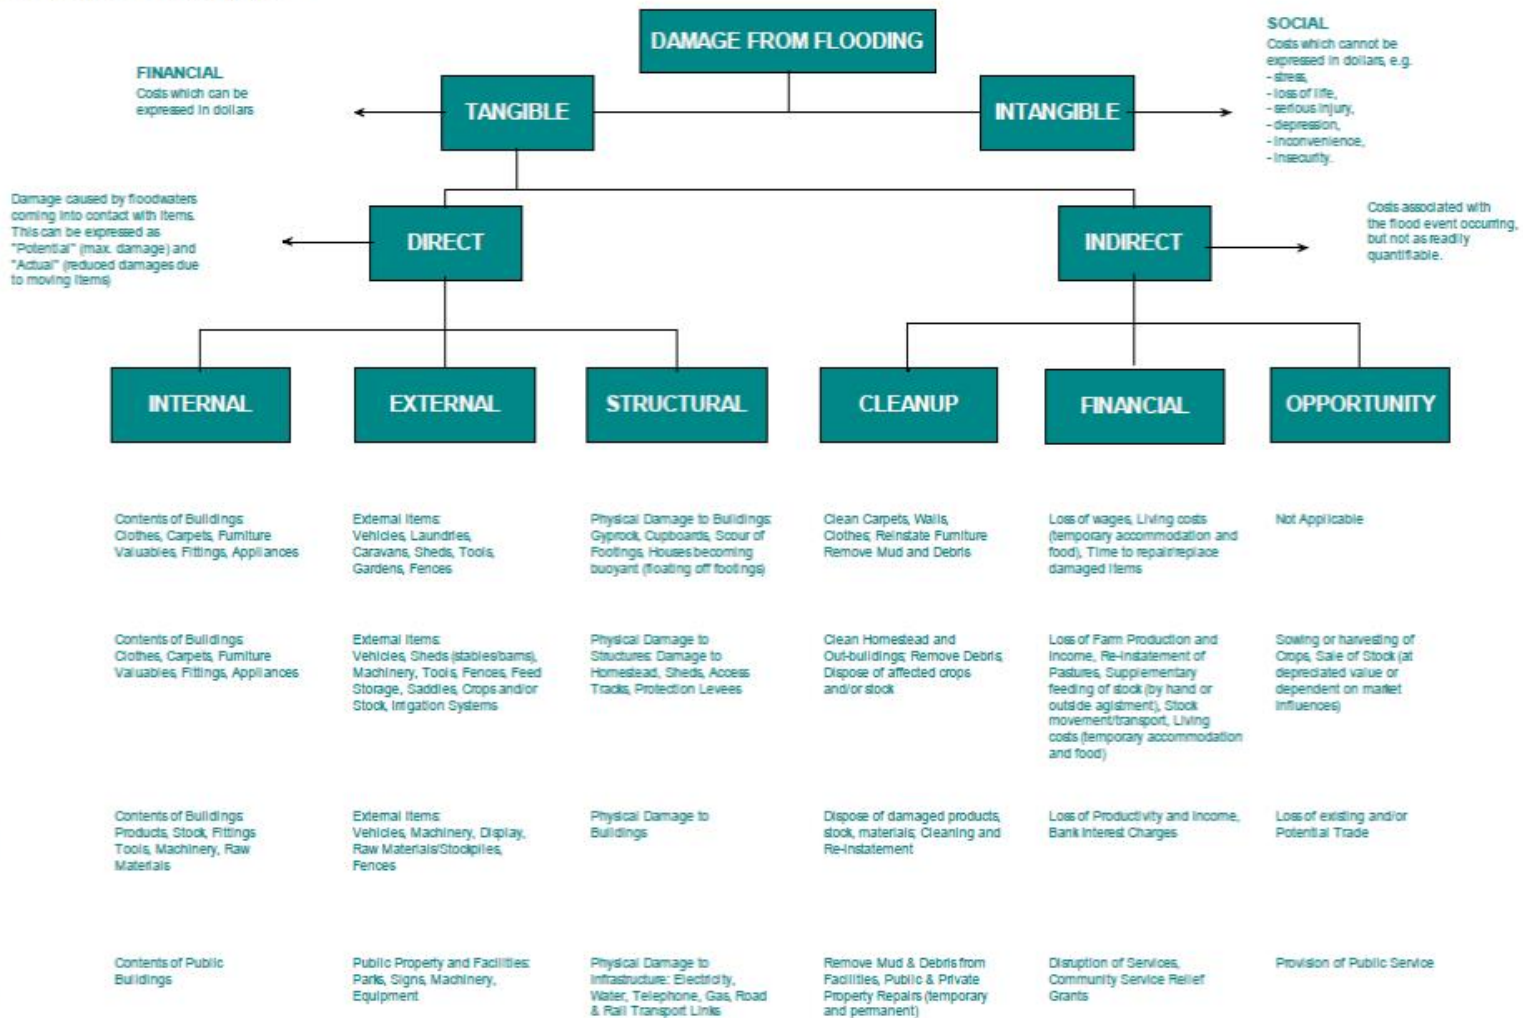 DAMAGE FROM FLOODING
SOCIAL
Costs which cannot be
expressed in dollars, e.g.
- stress,
- loss of life,
- serious injury,
- depression,
- inconvenience,
- insecurity.
FINANCIAL
Costs which can be
expressed in dollars
TANGIBLE
INTANGIBLE
Damage caused by floodwaters
coming into contact with items.
This can be expressed as
"Potential" (max. damage) and
"Actual" (reduced damages due
to moving items)
DIRECT
INDIRECT
Costs associated with
the flood event occurring,
but not as readily
quantifiable.
INTERNAL
EXTERNAL
STRUCTURAL
CLEANUP
FINANCIAL
OPPORTUNITY
Contents of Buildings:
Clothes, Carpets, Furniture
Valuables, Fittings, Appliances
External Items:
Vehicles, Laundries,
Caravans, Sheds, Tools,
Gardens, Fences
Physical Damage to Buildings:
Gyprock, Cupboards, Scour of
Footings, Houses becoming
buoyant (floating off footings)
Clean Carpets, Walls,
Clothes; Reinstate Furniture
Remove Mud and Debris
Loss of wages, Living costs
(temporary accommodation and
food), Time to repair/replace
damaged items
Not Applicable
Contents of Buildings:
Clothes, Carpets, Furniture
Valuables, Fittings, Appliances
External Items:
Vehicles, Sheds (stables/barns),
Machinery, Tools, Fences, Feed
Storage, Saddles, Crops and/or
Stock, Irrigation Systems
Physical Damage to
Structures: Damage to
Homestead, Sheds, Access
Tracks, Protection Levees
Clean Homestead and
Out-buildings; Remove Debris;
Dispose of affected crops
and/or stock
Loss of Farm Production and
Income, Re-instatement of
Pastures, Supplementary
feeding of stock (by hand or
outside agistment), Stock
movement/transport, Living
costs (temporary accommodation
and food)
Sowing or harvesting of
Crops, Sale of Stock (at
depreciated value or
dependent on market
influences)
Contents of Buildings:
Products, Stock, Fittings
Tools, Machinery, Raw
Materials
External Items:
Vehicles, Machinery, Display,
Raw Materials/Stockpiles,
Fences
Physical Damage to
Buildings
Dispose of damaged products,
stock, materials; Cleaning and
Re-instatement
Loss of Productivity and Income,
Bank Interest Charges
Loss of existing and/or
Potential Trade
Contents of Public
Buildings
Public Property and Facilities:
Parks, Signs, Machinery,
Equipment
Physical Damage to
Infrastructure: Electricity,
Water, Telephone, Gas, Road
& Rail Transport Links
Remove Mud & Debris from
Facilities, Public & Private
Property Repairs (temporary
and permanent)
Disruption of Services,
Community Service Relief
Grants
Provision of Public Service